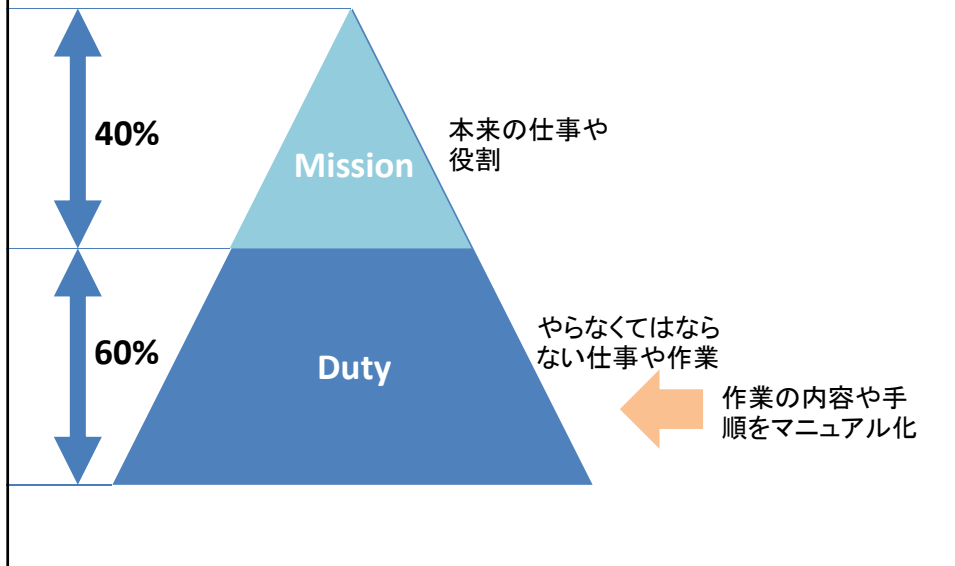 40%
Mission
本来の仕事や
役割
60%
Duty
やらなくてはなら
ない仕事や作業
作業の内容や手
順をマニュアル化